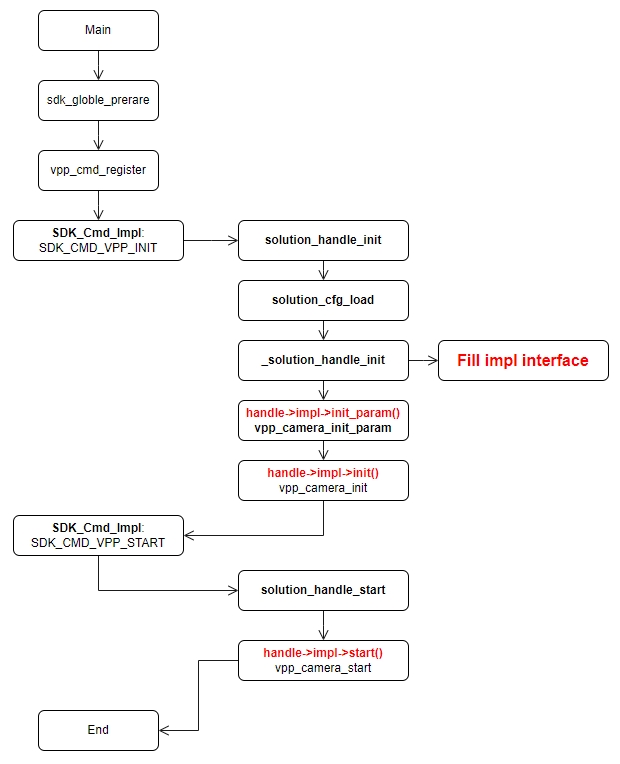 Main
sdk_globle_prerare
vpp_cmd_register
SDK_Cmd_Impl:
SDK_CMD_VPP_INIT
solution_handle_init
solution_cfg_load
_solution_handle_init
Fill impl interface
handle->impl->init_param()
vpp_camera_init_param
handle->impl->init()
vpp_camera_init
SDK_Cmd_Impl:
SDK_CMD_VPP_START
solution_handle_start
handle->impl->start()
vpp_camera_start
End